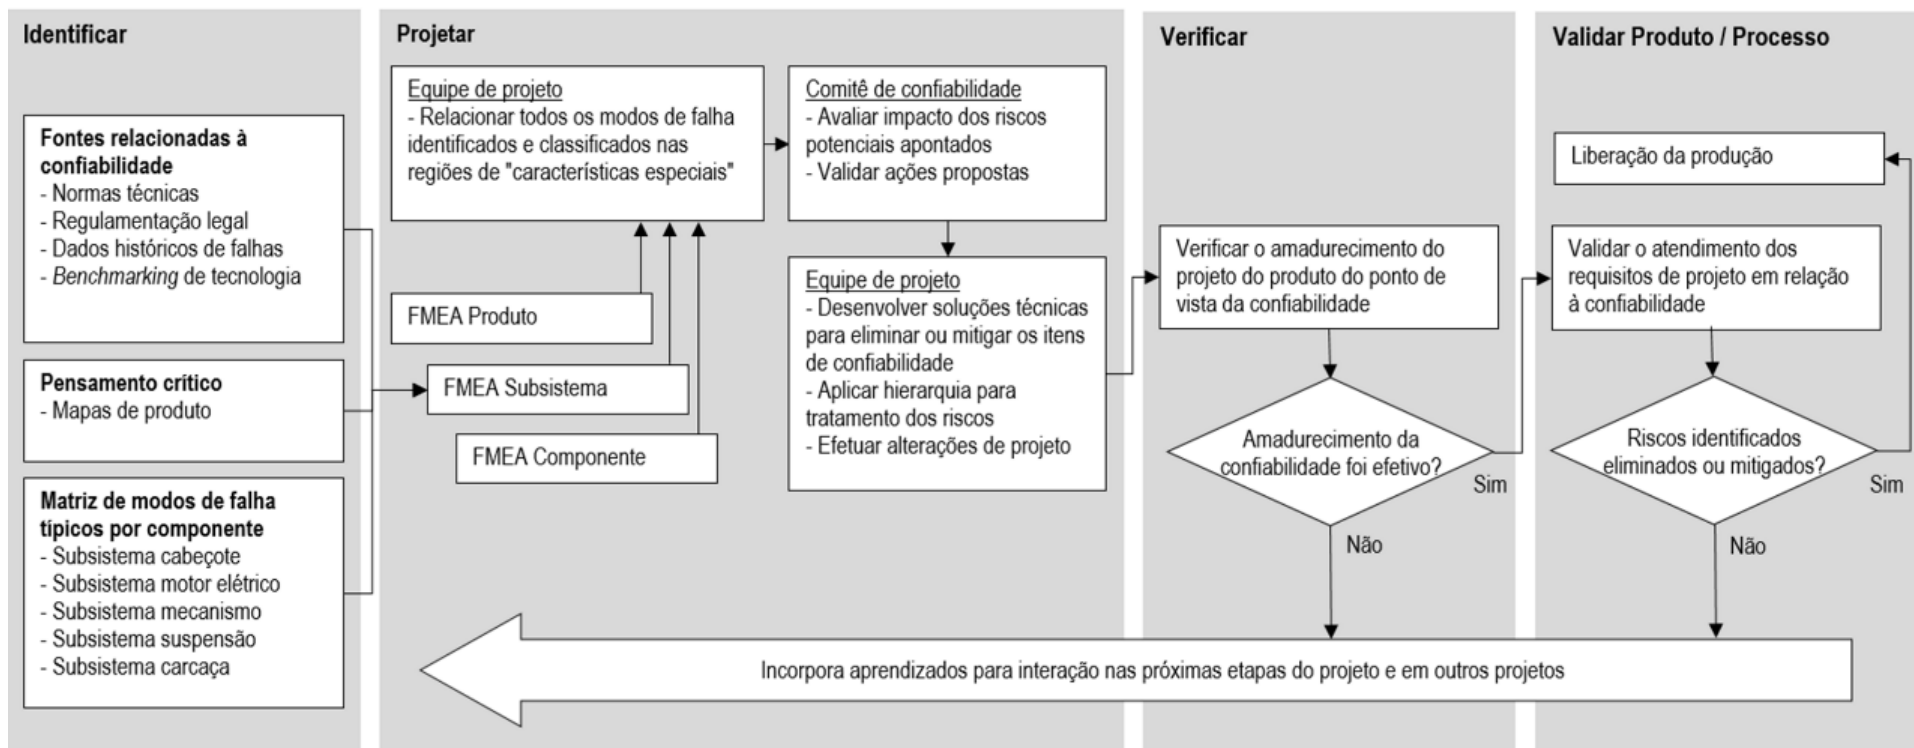 Identificar
Fontes relacionadas à
confiabilidade
- Normas técnicas
- Regulamentação legal
- Dados históricos de falhas
- Benchmarking de tecnologia
Pensamento crítico
- Mapas de produto
Matriz de modos de falha
típicos por componente
- Subsistema cabeçote
- Subsistema motor elétrico
- Subsistema mecanismo
- Subsistema suspensão
- Subsistema carcaça
Projetar
Equipe de projeto
- Relacionar todos os modos de falha
identificados e classificados nas
regiões de "características especiais"
FMEA Produto
FMEA Subsistema
FMEA Componente
Comitê de confiabilidade
- Avaliar impacto dos riscos
potenciais apontados
- Validar ações propostas
Equipe de projeto
- Desenvolver soluções técnicas
para eliminar ou mitigar os itens
de confiabilidade
- Aplicar hierarquia para
tratamento dos riscos
- Efetuar alterações de projeto
Verificar
Verificar o amadurecimento do
projeto do produto do ponto de
vista da confiabilidade
Amadurecimento da
confiabilidade foi efetivo?
Sim
Não
Validar Produto / Processo
Liberação da produção
Validar o atendimento dos
requisitos de projeto em relação
à confiabilidade
Riscos identificados
eliminados ou mitigados?
Sim
Não
Incorpora aprendizados para interação nas próximas etapas do projeto e em outros projetos